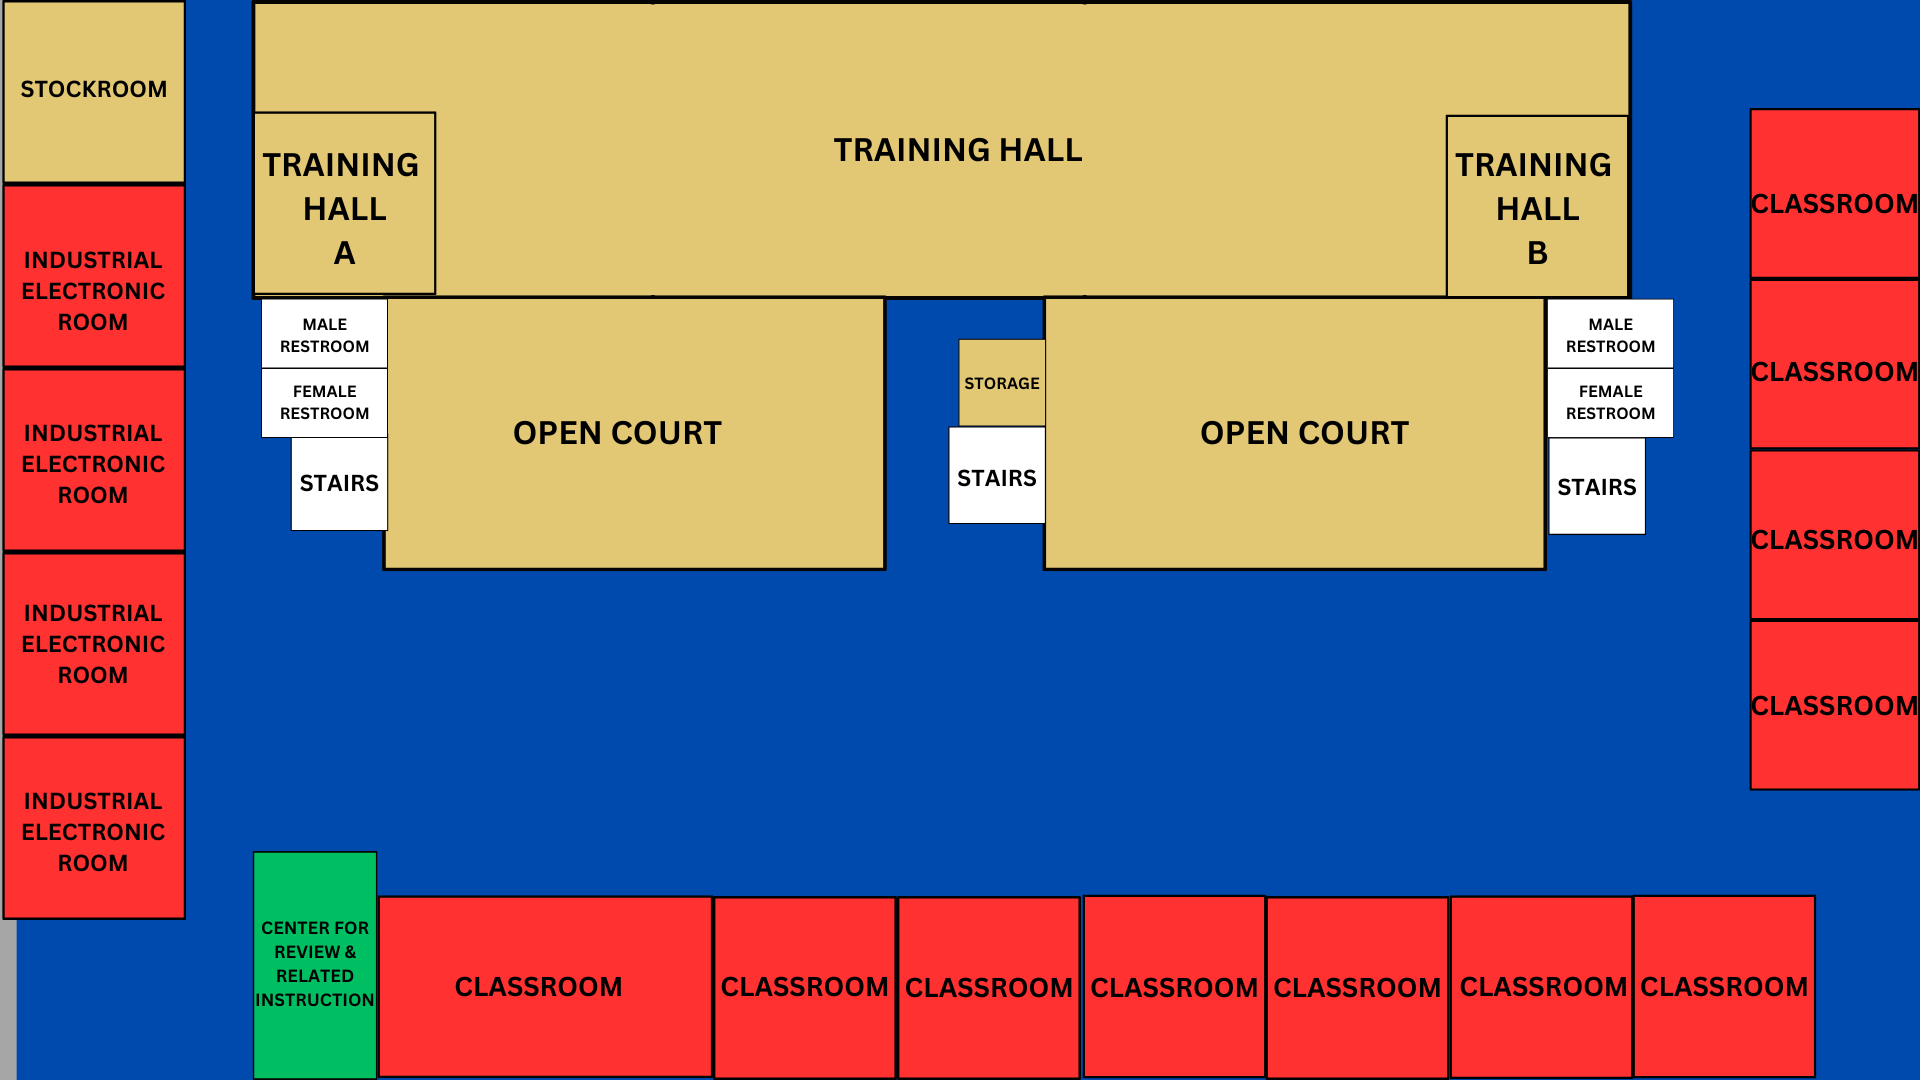 STOCKROOM
INDUSTRIAL
ELECTRONIC
ROOM
INDUSTRIAL
ELECTRONIC
ROOM
INDUSTRIAL
ELECTRONIC
ROOM
INDUSTRIAL
ELECTRONIC
ROOM
TRAINING
HALL
A
TRAINING HALL
TRAINING
HALL
B
MALE
RESTROOM
FEMALE
RESTROOM
STAIRS
OPEN COURT
STORAGE
STAIRS
OPEN COURT
MALE
RESTROOM
FEMALE
RESTROOM
STAIRS
CLASSROOM
CLASSROOM
CLASSROOM
CLASSROOM
CENTER FOR
REVIEW &
RELATED
INSTRUCTION
CLASSROOM
CLASSROOM
CLASSROOM
CLASSROOM
CLASSROOM
CLASSROOM
CLASSROOM